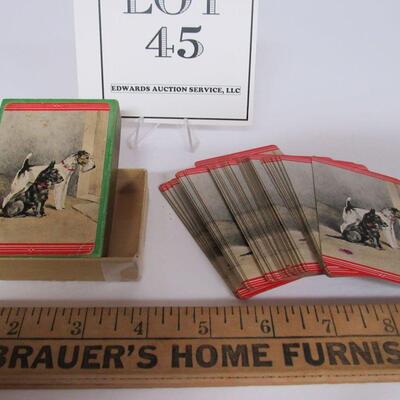 LOT
45
EDWARDS AUCTION SERVICE, LLC
2 3 4 5 6 7 8
BRAUER'S HOME FURNIS